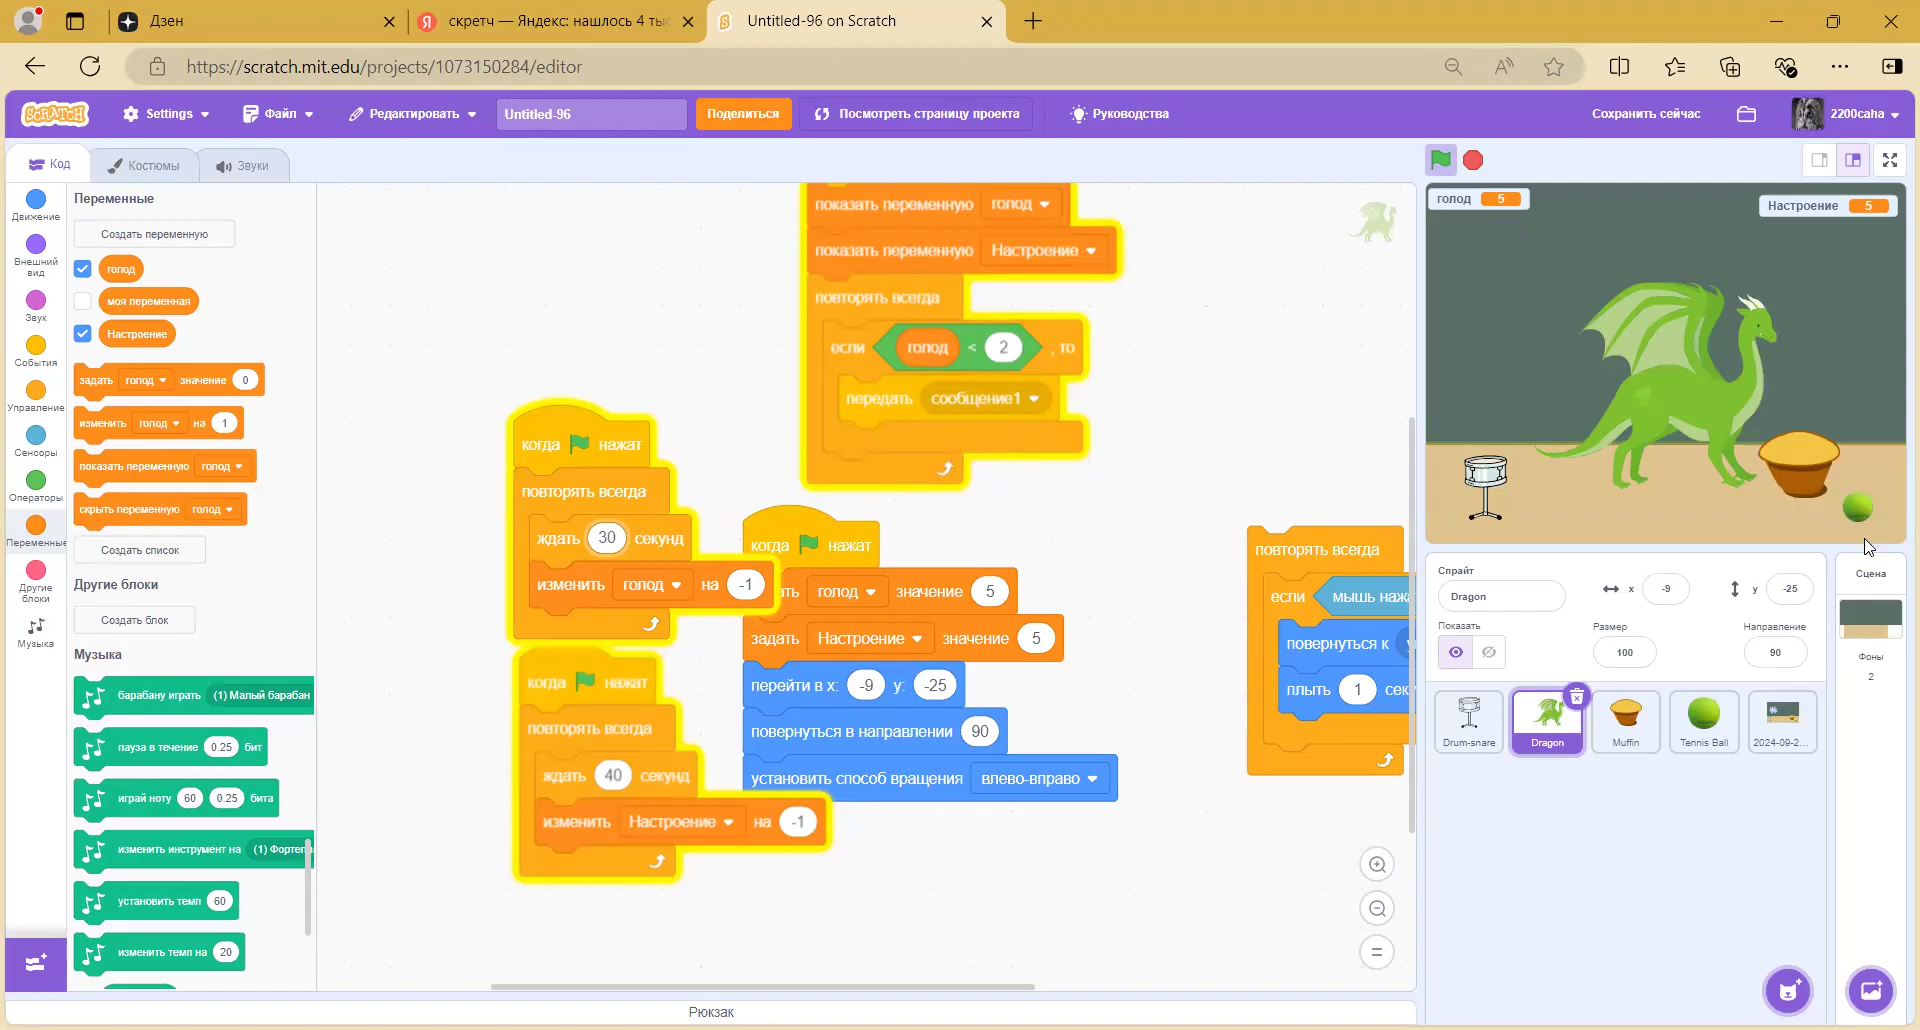 Дзен
скретч — Яндекс: нашлось 4 тыс
Untitled-96 on Scratch
https://scratch.mit.edu/projects/1073150284/editor
SCRATCH
Settings
Файл
Редактировать
Untitled-96
Поделиться
Посмотреть страницу проекта
Руководства
Сохранить сейчас
2200caha
Код
Костюмы
Звуки
Движение
Внешний
вид
Звук
События
Управление
Сенсоры
Операторы
Переменные
Другие
блоки
Музыка
Переменные
Создать переменную
голод
моя переменная
Настроение
задать голод значение 0
изменить голод на 1
показать переменную голод
скрыть переменную голод
Создать список
Другие блоки
Создать блок
Музыка
барабану играть (1) Малый барабан
пауза в течение 0.25 бит
играй ноту 60 0.25 бита
изменить инструмент на (1) Фортеп
установить темп 60
изменить темп на 20
показать переменную голод
показать переменную Настроение
повторять всегда
если голод < 2 , то
передать сообщение1
когда нажат
повторять всегда
ждать 30 секунд
изменить голод на -1
когда нажат
повторять всегда
ждать 40 секунд
изменить Настроение на -1
когда нажат
ть голод значение 5
задать Настроение значение 5
перейти в x: -9 y: -25
повернуться в направлении 90
установить способ вращения влево-вправо
повторять всегда
если мышь нажа
повернуться к
плыть 1 сек
Рюкзак
голод 5
Настроение 5
Спрайт
Dragon
x -9
y -25
Показать
Размер
100
Направление
90
Drum-snare
Dragon
Muffin
Tennis Ball
2024-09-2...
Сцена
Фоны
2